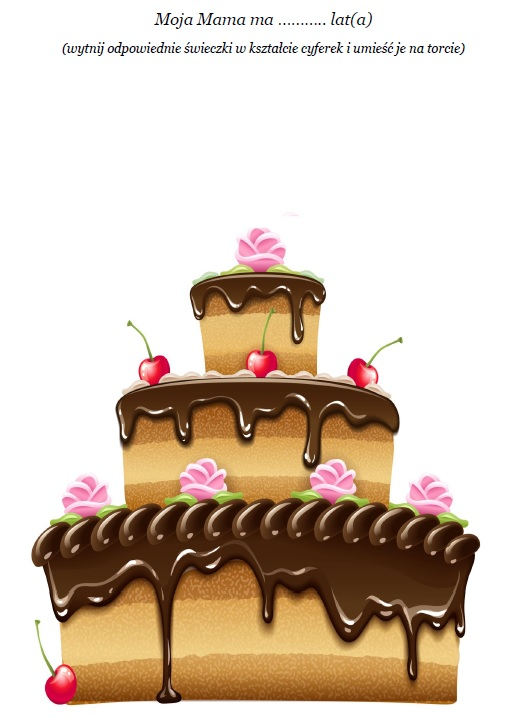 Moja Mama ma ........... lat(a)
(wytnij odpowiednie świeczki w kształcie cyferek i umieść je na torcie)